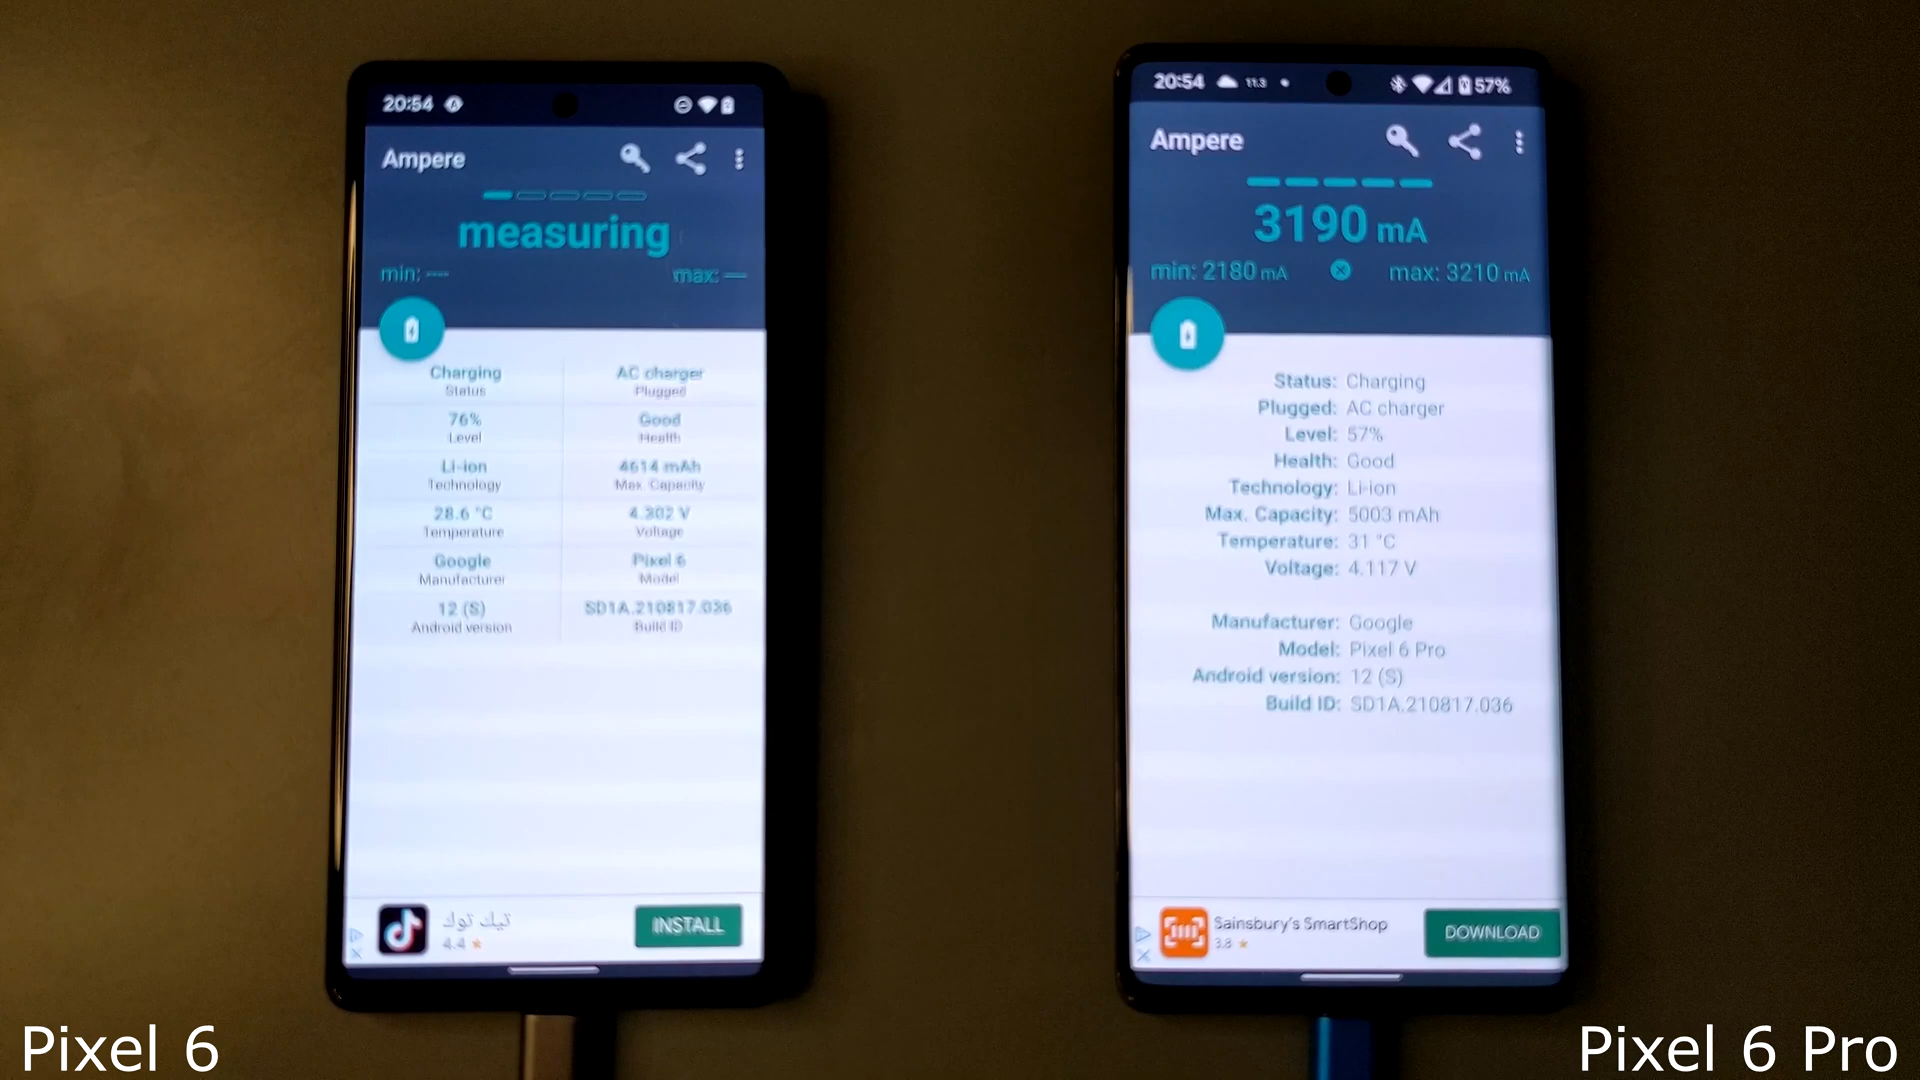 20:54
Ampere
measuring
min: ---
max: ---
Charging
Status
AC charger
Plugged
76%
Level
Good
Health
Li-ion
Technology
4614 mAh
Max. Capacity
28.6 °C
Temperature
4.302 V
Voltage
Google
Manufacturer
Pixel 6
Model
12 (S)
Android version
SD1A.210817.036
Build ID
تيك توك
4.4 ★
INSTALL
Pixel 6
20:54 11.3 57%
Ampere
3190 mA
min: 2180 mA max: 3210 mA
Status: Charging
Plugged: AC charger
Level: 57%
Health: Good
Technology: Li-ion
Max. Capacity: 5003 mAh
Temperature: 31 °C
Voltage: 4.117 V
Manufacturer: Google
Model: Pixel 6 Pro
Android version: 12 (S)
Build ID: SD1A.210817.036
Sainsbury's SmartShop
3.8 ★
DOWNLOAD
Pixel 6 Pro